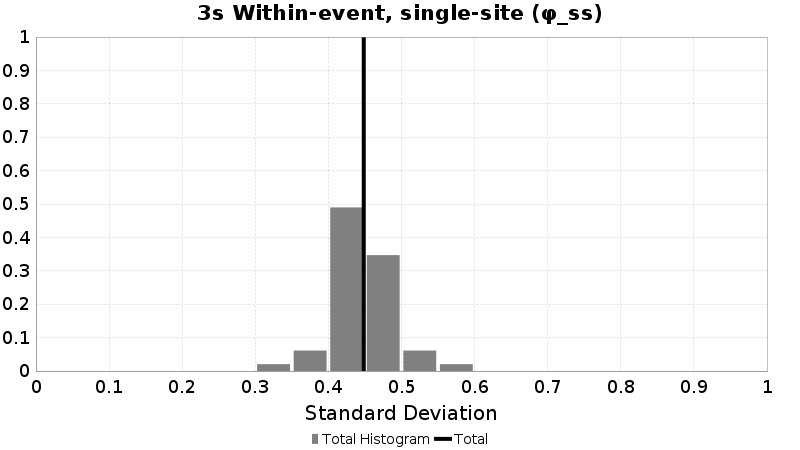 3s Within-event, single-site (φ_ss)
1
0.9
0.8
0.7
0.6
0.5
0.4
0.3
0.2
0.1
0
0 0.1 0.2 0.3 0.4 0.5 0.6 0.7 0.8 0.9 1
Standard Deviation
Total Histogram Total